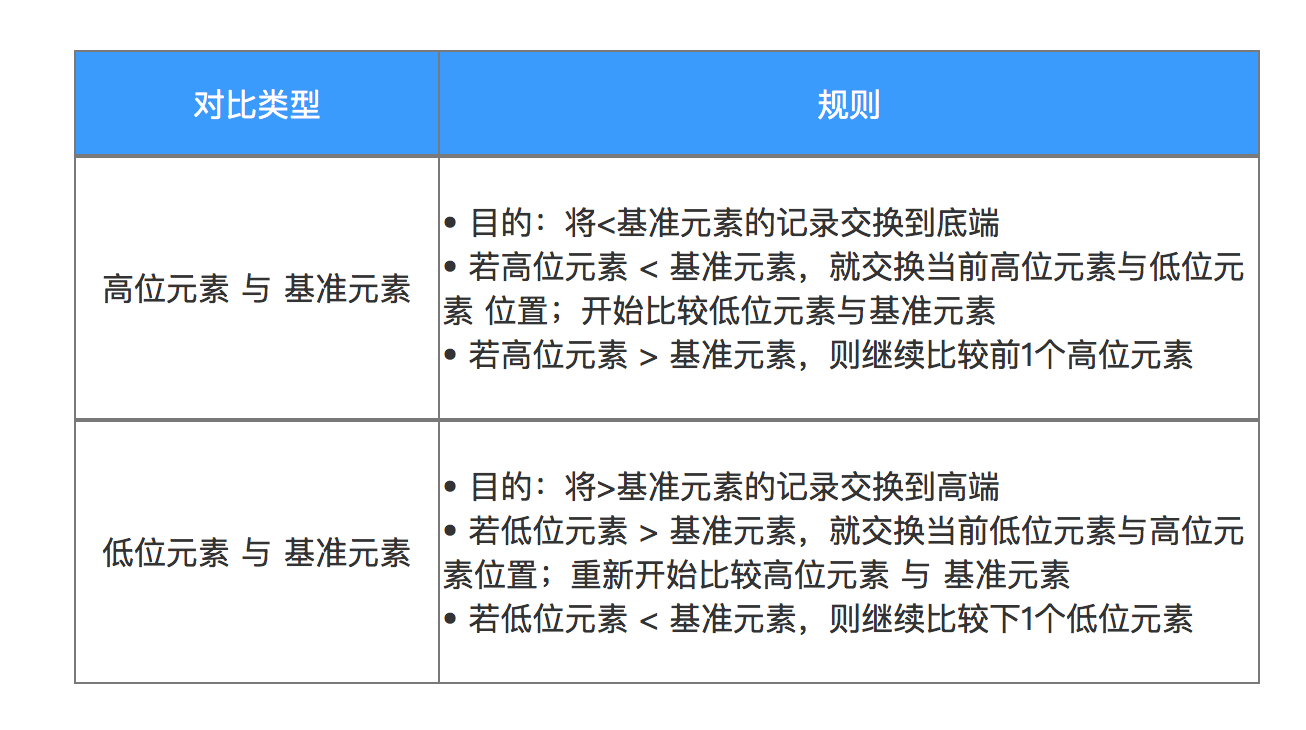 对比类型
规则
高位元素 与 基准元素
• 目的：将<基准元素的记录交换到底端
• 若高位元素 < 基准元素，就交换当前高位元素与低位元
素 位置；开始比较低位元素与基准元素
• 若高位元素 > 基准元素，则继续比较前1个高位元素
低位元素 与 基准元素
• 目的：将>基准元素的记录交换到高端
• 若低位元素 > 基准元素，就交换当前低位元素与高位元
素位置；重新开始比较高位元素 与 基准元素
• 若低位元素 < 基准元素，则继续比较下1个低位元素